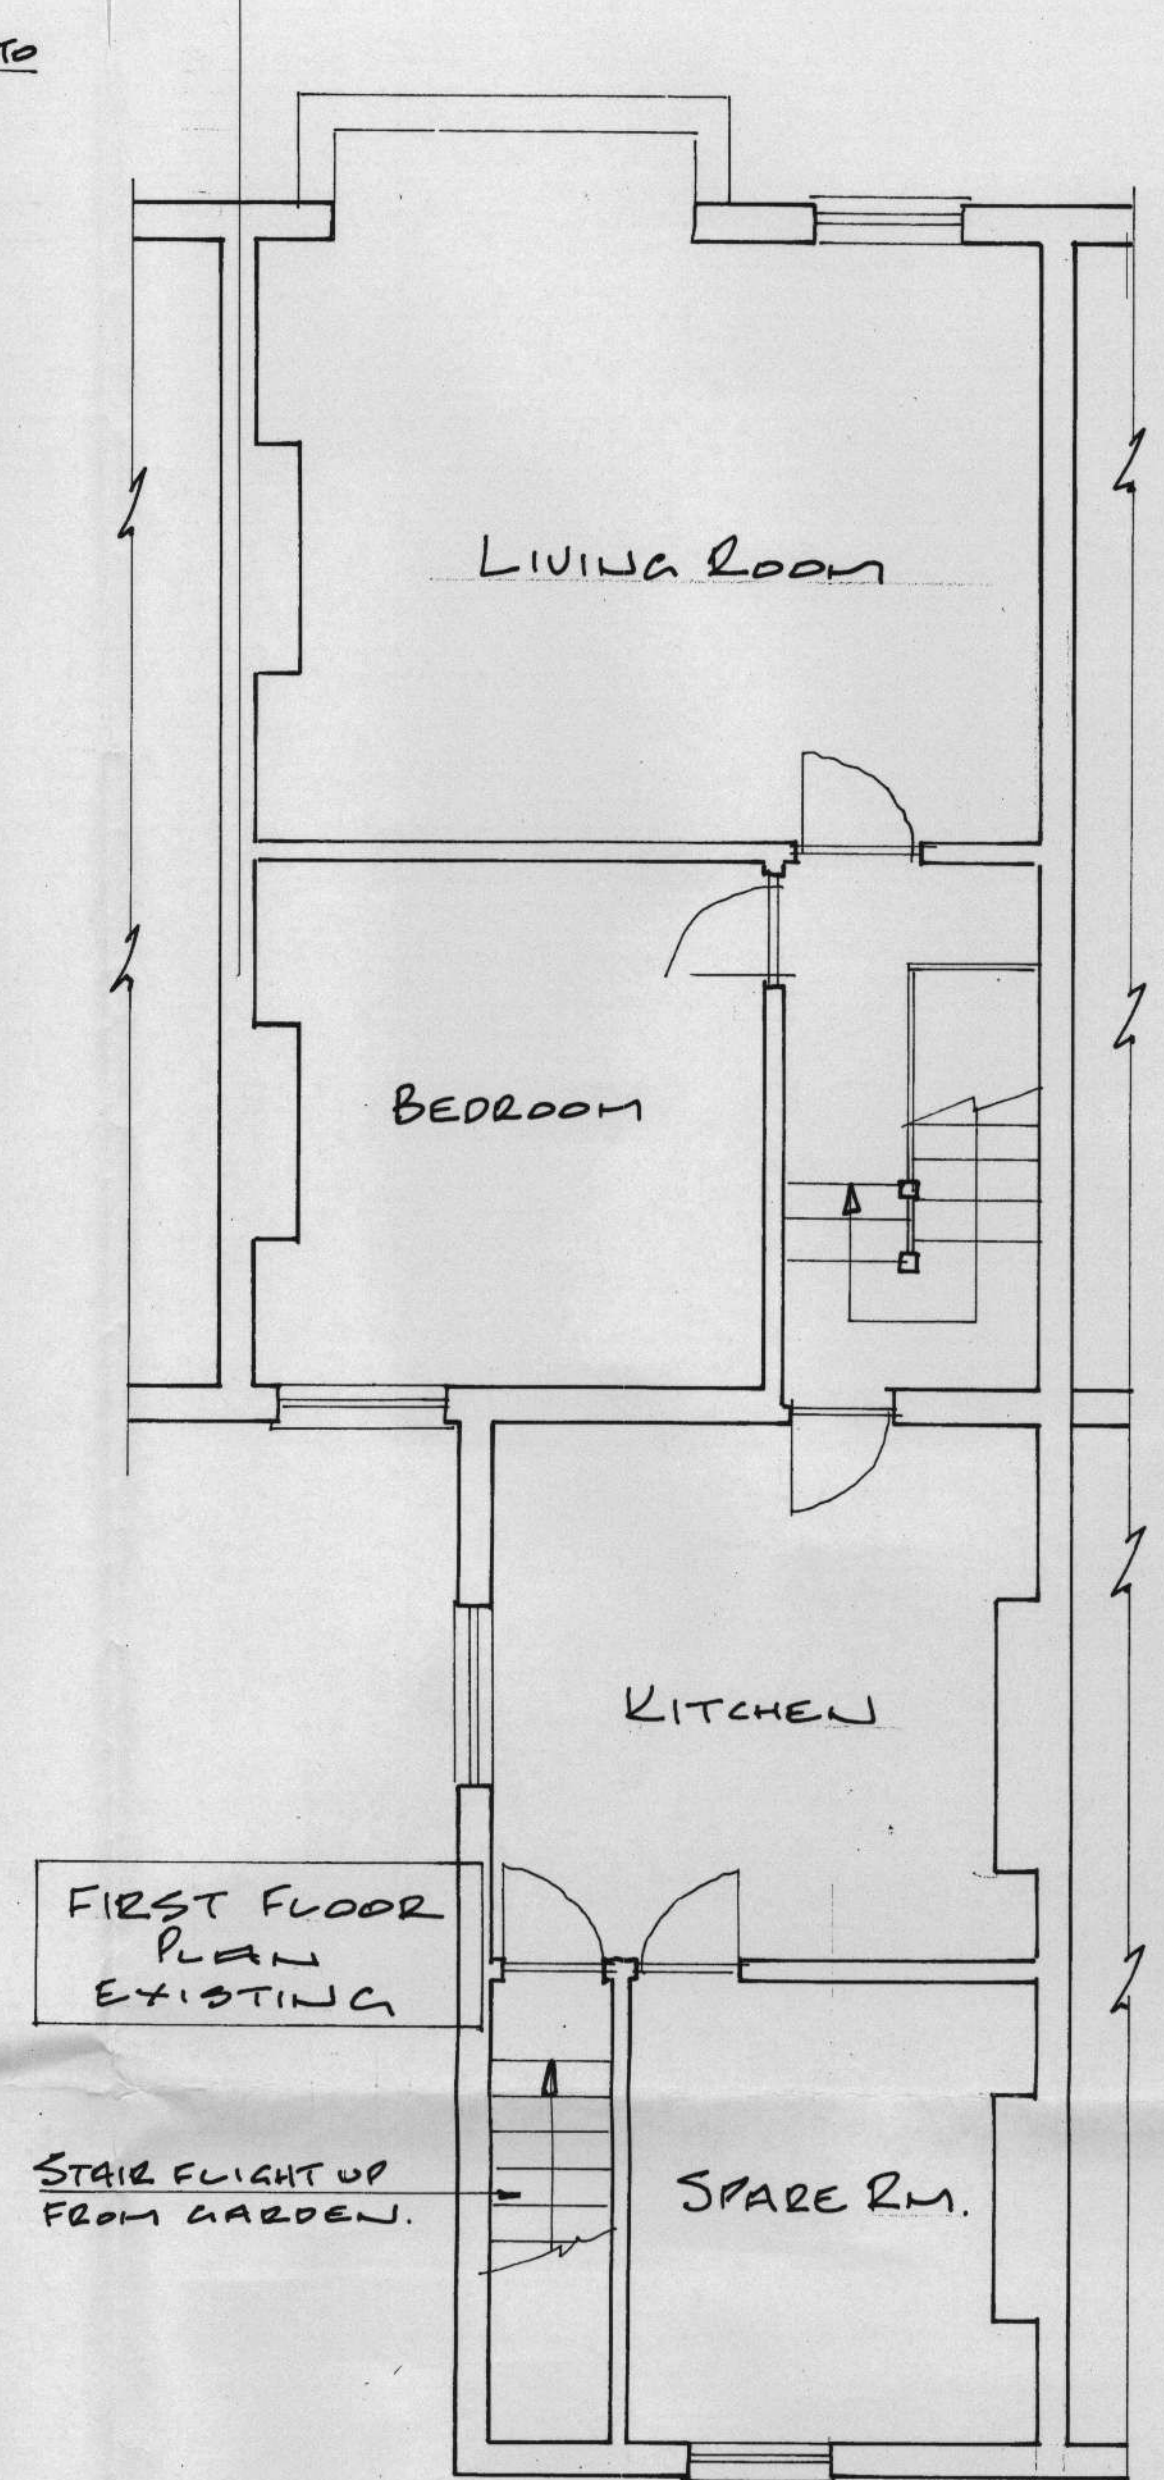 TO
LIVING ROOM
BEDROOM
KITCHEN
FIRST FLOOR
PLAN
EXISTING
STAIR FLIGHT UP
FROM GARDEN.
SPARE RM.